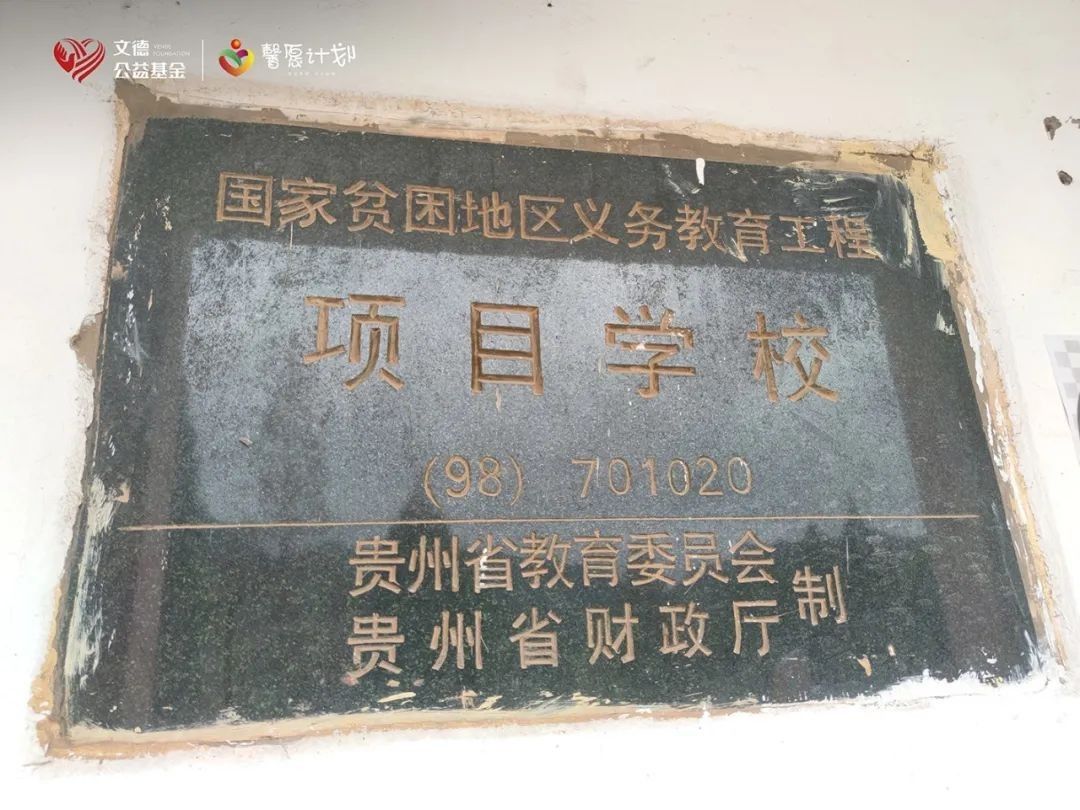 文德
公益基金
馨愿计划
国家贫困地区义务教育工程
项目学校
(98) 701020
贵州省教育委员会
贵州省财政厅
制